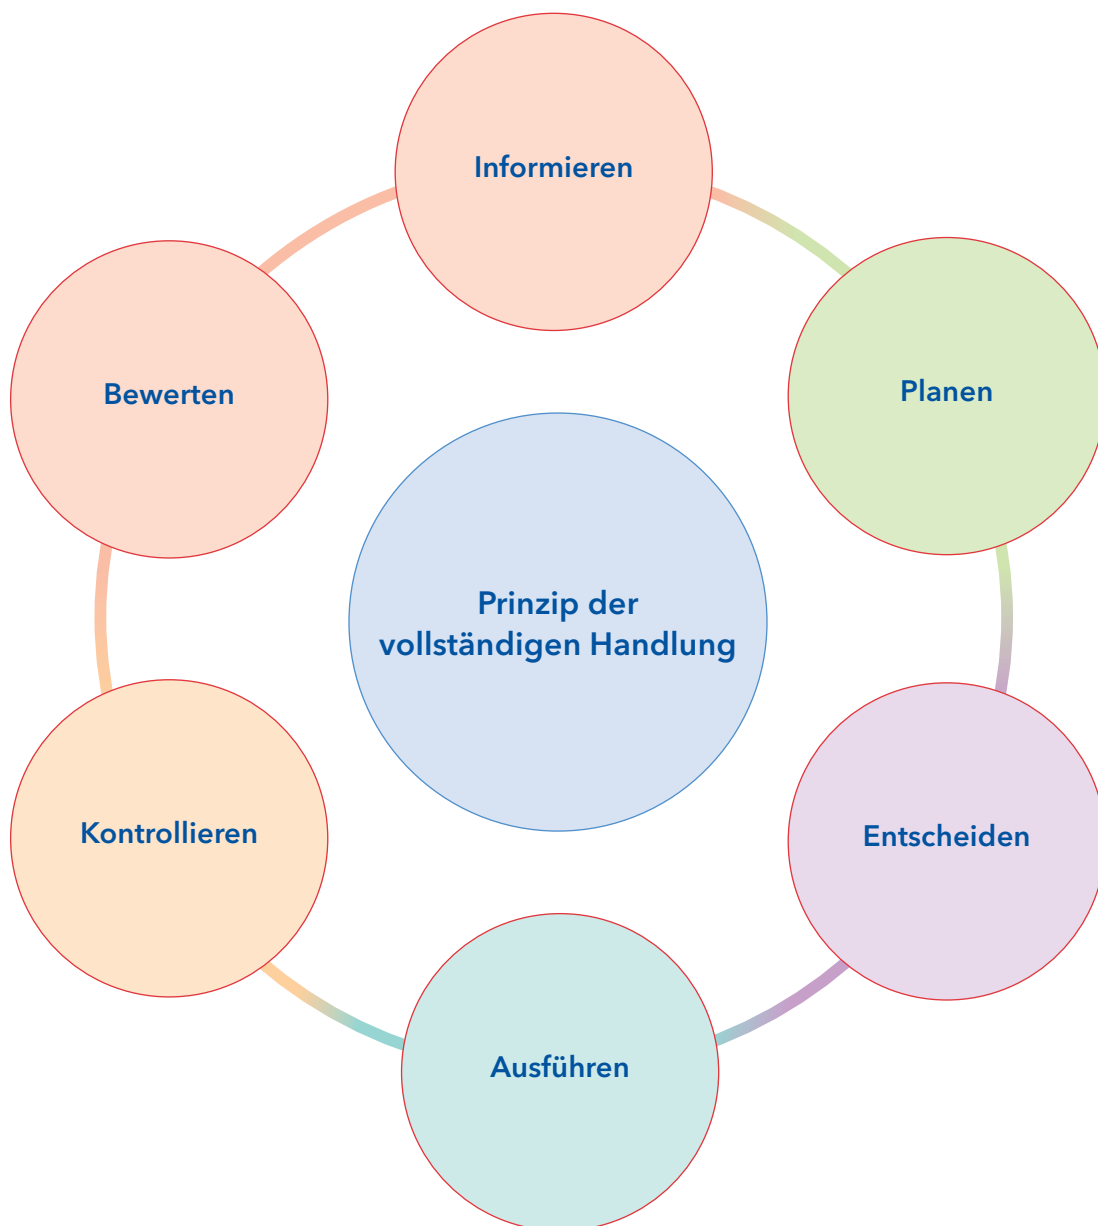 Informieren
Planen
Bewerten
Prinzip der
vollständigen Handlung
Entscheiden
Kontrollieren
Ausführen